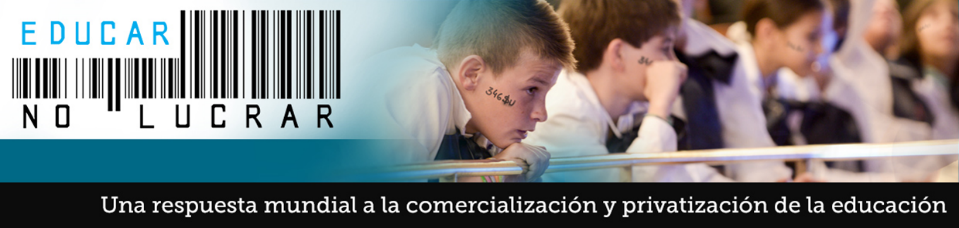 EDUCAR
NO LUCRAR
Una respuesta mundial a la comercialización y privatización de la educación